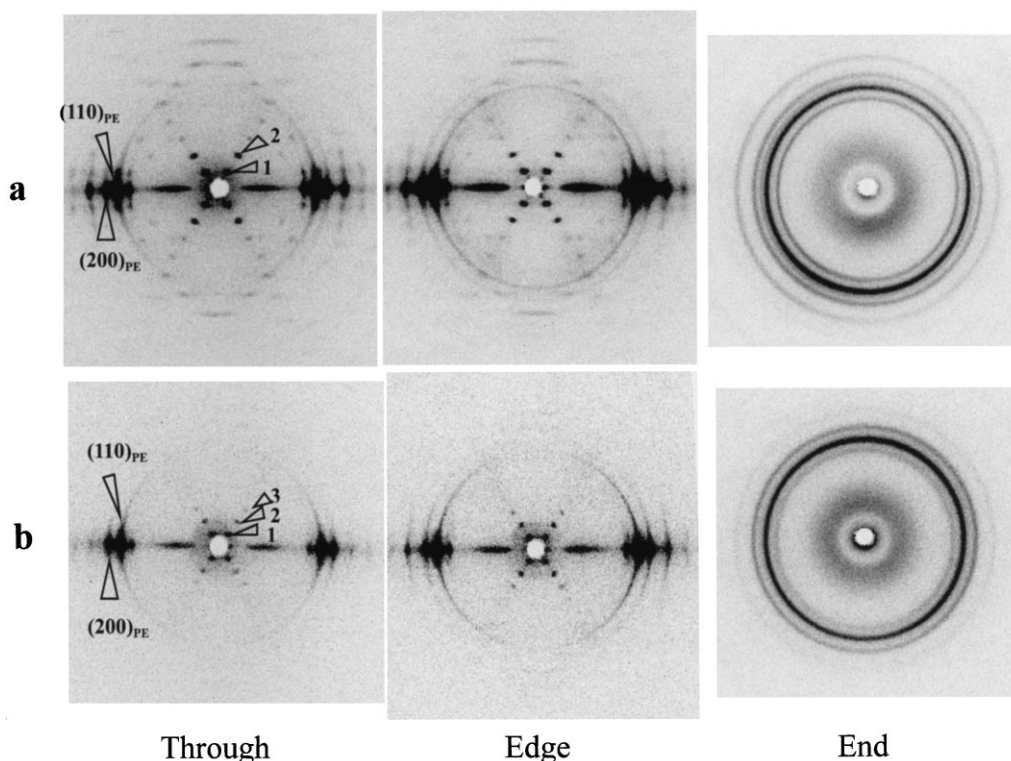 (110)PE
2
1
a
(200)PE
(110)PE
3
2
1
b
(200)PE
Through Edge End